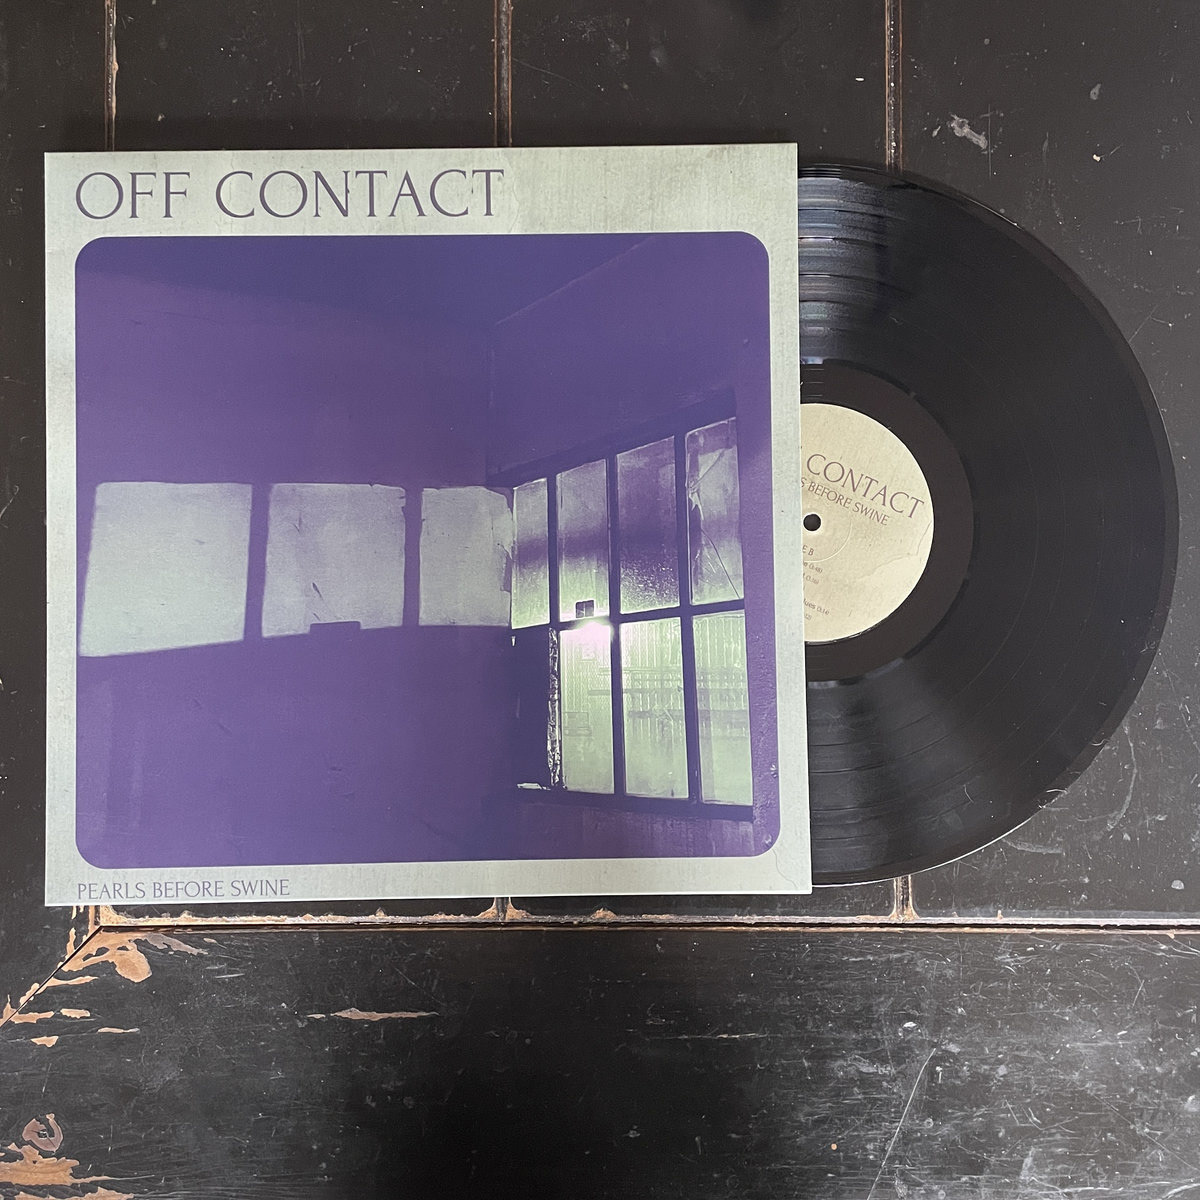 OFF CONTACT
PEARLS BEFORE SWINE
CONTACT
BEFORE SWINE
B